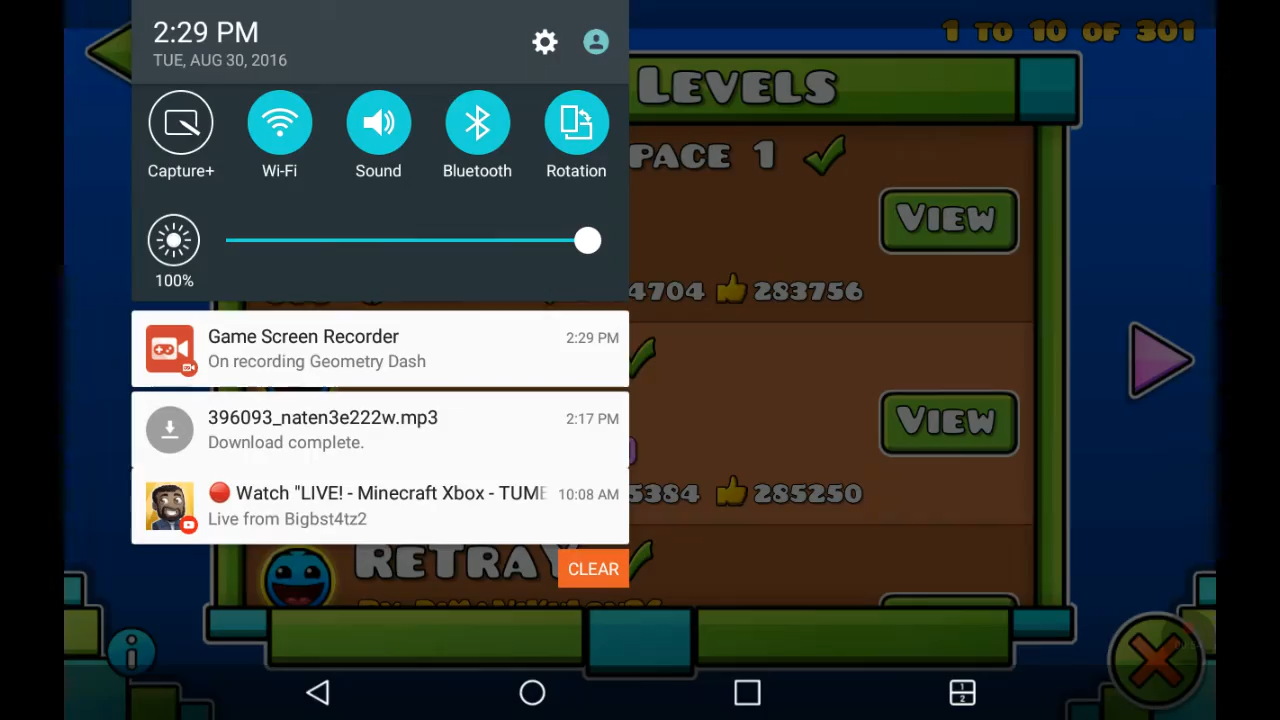 2:29 PM
TUE, AUG 30, 2016
1 TO 10 OF 301
LEVELS
Capture+
Wi-Fi
Sound
Bluetooth
Rotation
PACE 1
VIEW
100%
4704
283756
Game Screen Recorder
2:29 PM
On recording Geometry Dash
396093_naten3e222w.mp3
2:17 PM
Download complete.
VIEW
Watch "LIVE! - Minecraft Xbox - TUME
10:08 AM
Live from Bigbst4tz2
5384
285250
RETRAY
CLEAR